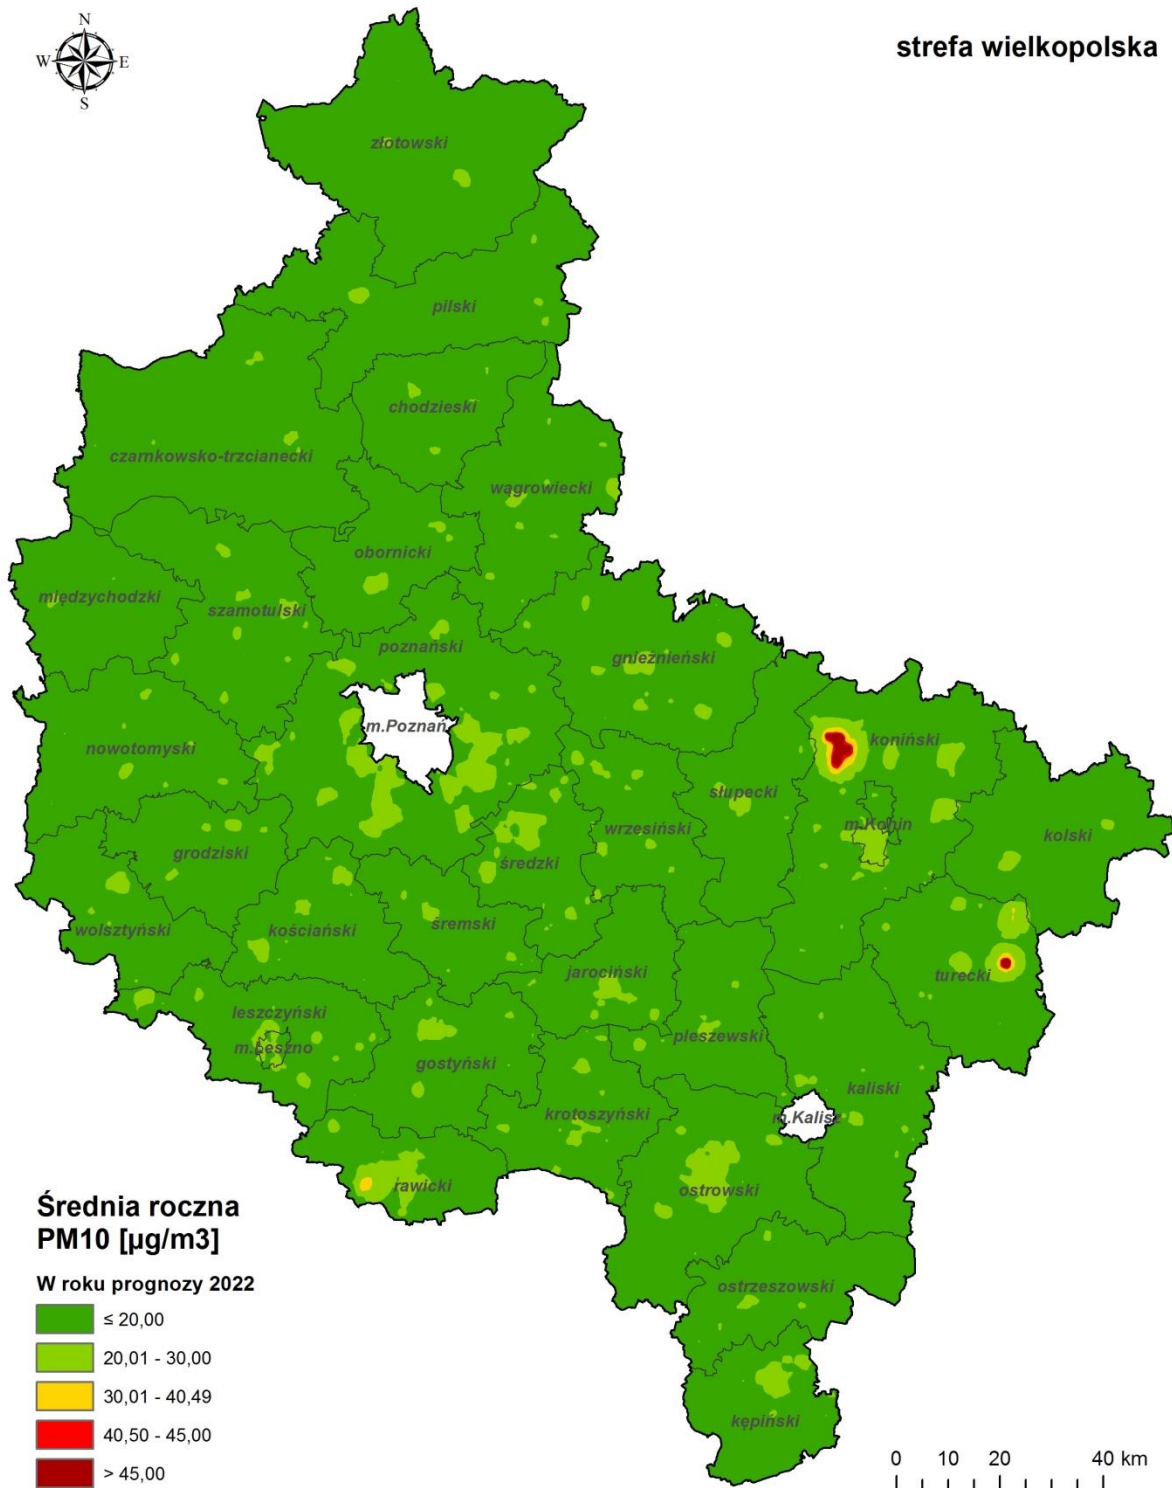 N
W E
S
strefa wielkopolska
złotowski
pilski
chodzieski
czarnkowsko-trzcianecki
wągrowiecki
obornicki
międzychodzki
szamotulski
poznański
gnieźnieński
m.Poznań
nowotomyski
koniński
słupecki
wrzesiński
m.Konin
kolski
grodziski
średzki
wolsztyński
kościański
śremski
jarociński
turecki
leszczyński
m.Leszno
pleszewski
gostyński
kaliski
krotoszyński
m.Kalisz
rawicki
ostrowski
ostrzeszowski
kępiński
Średnia roczna
PM10 [µg/m3]
W roku prognozy 2022
≤ 20,00
20,01 - 30,00
30,01 - 40,49
40,50 - 45,00
> 45,00
0 10 20 40 km